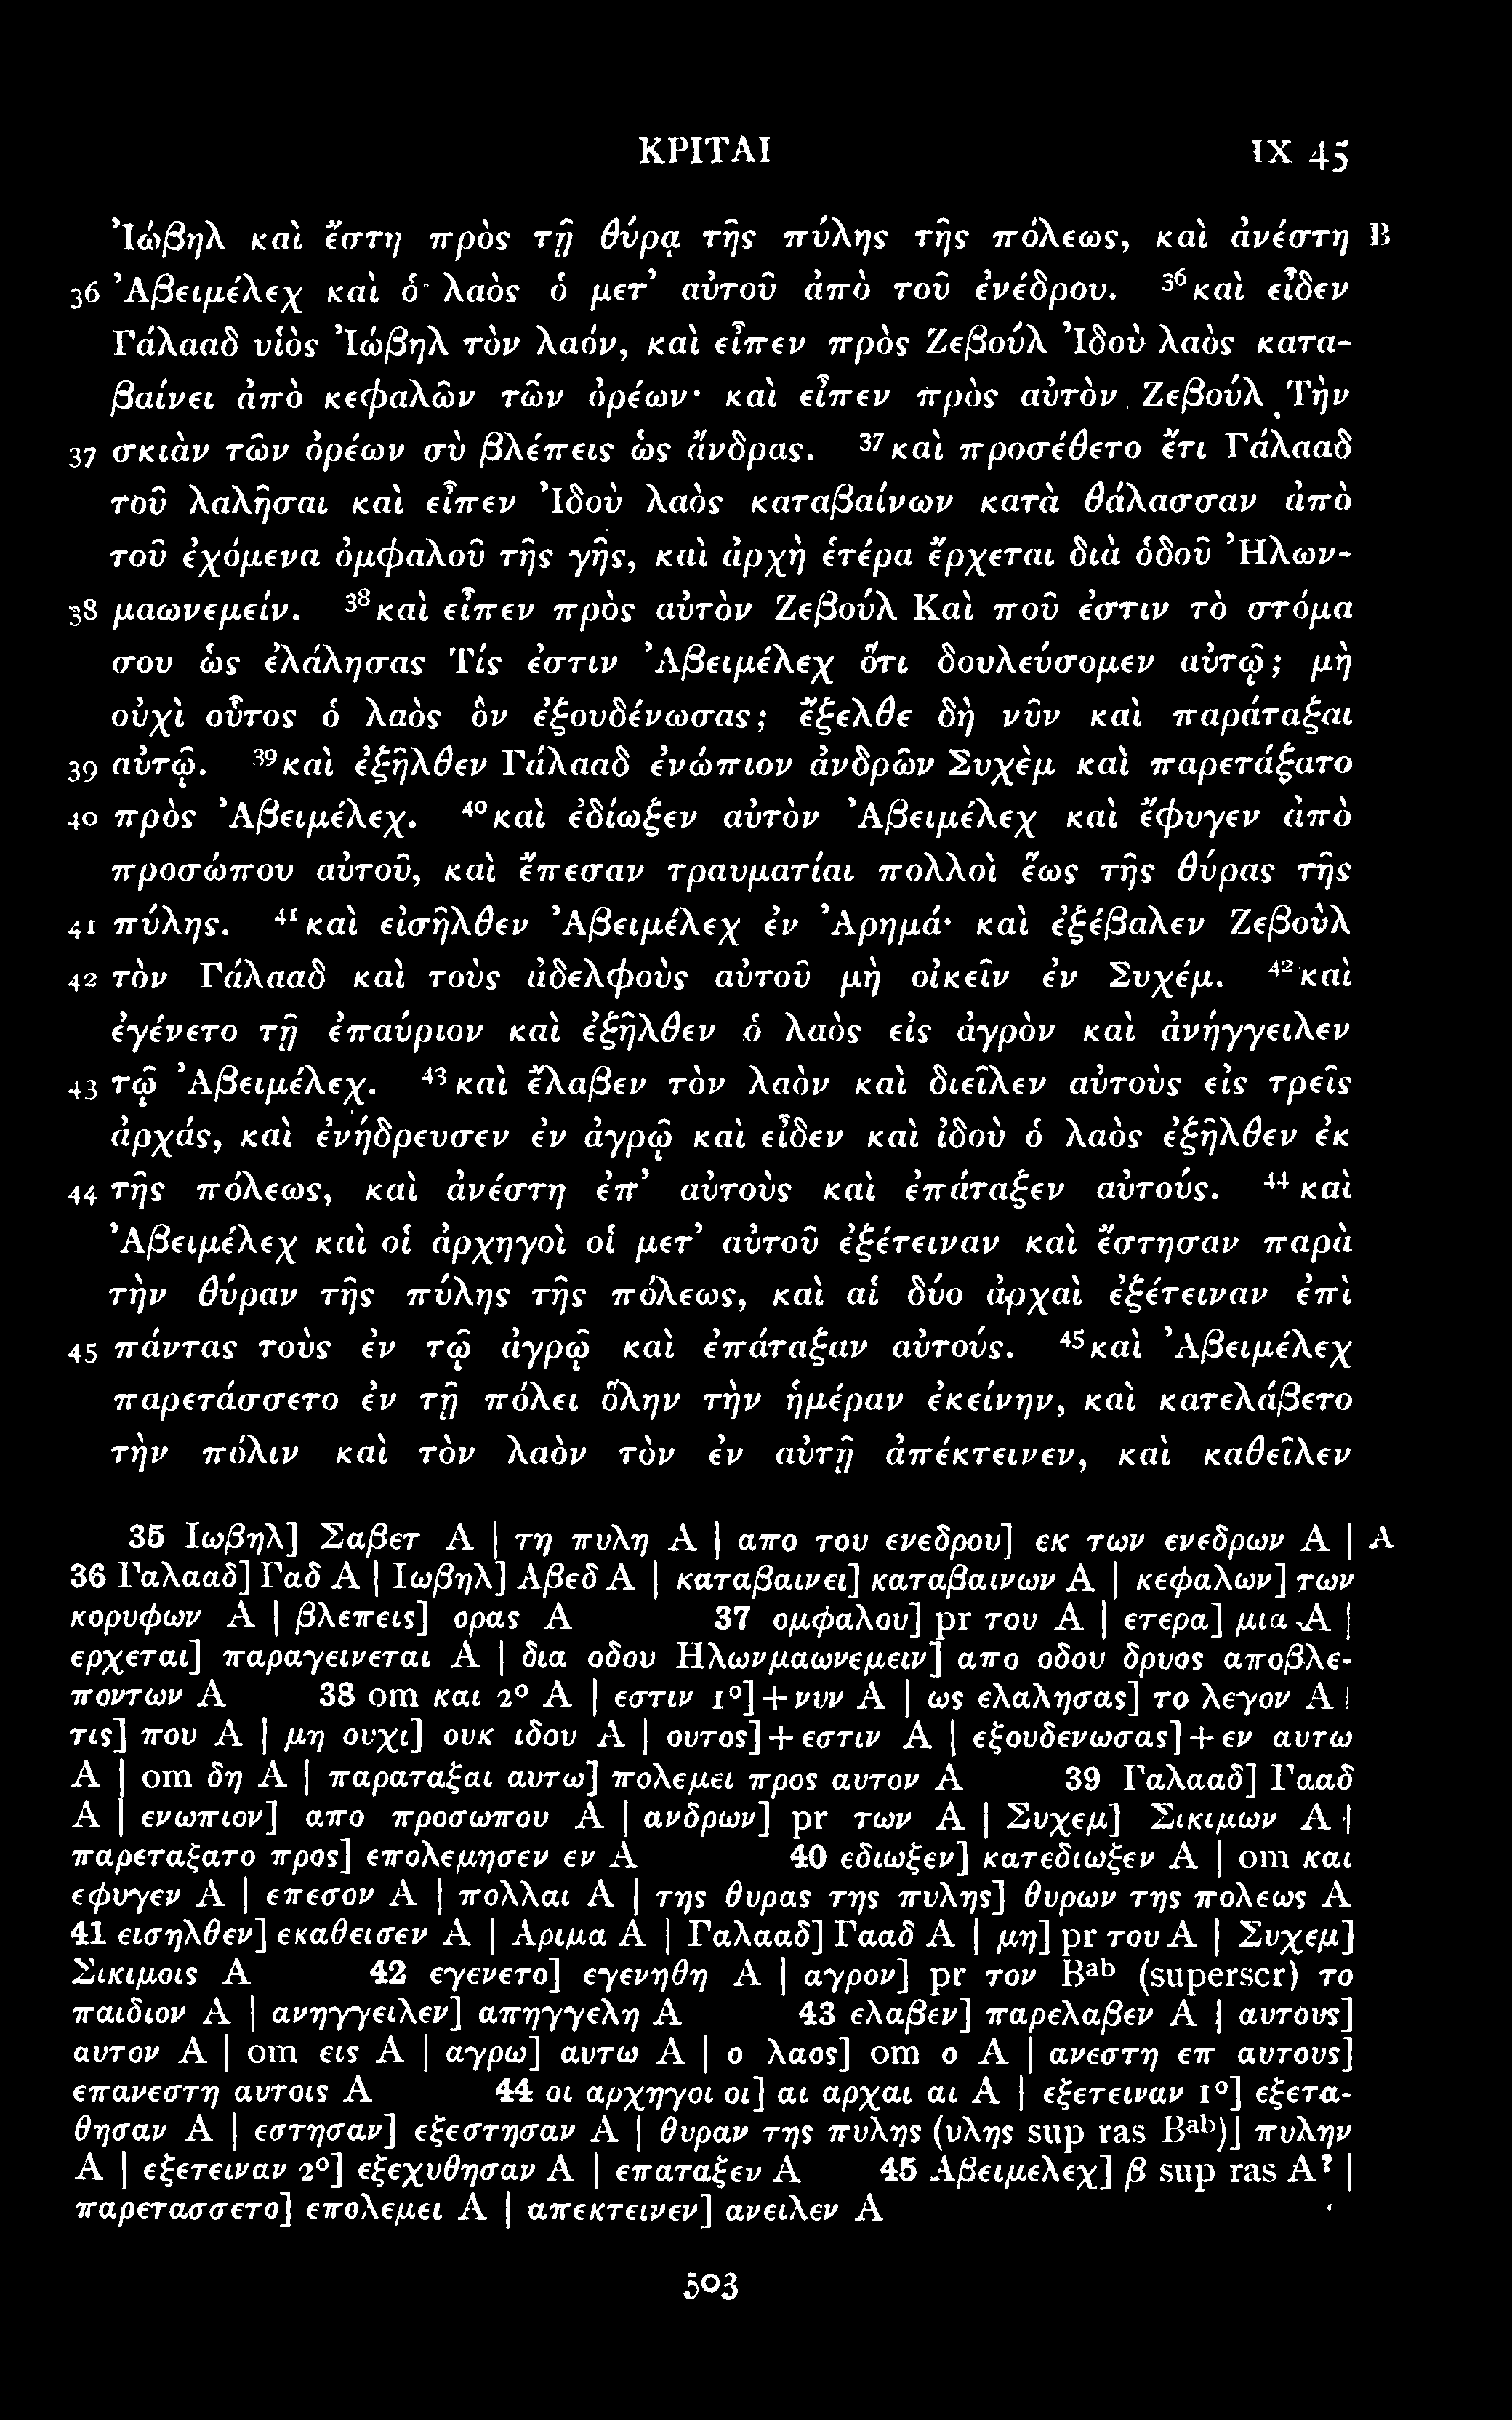 ΚΡΙΤΑΙ IX 45
Ἰώβηλ καὶ ἔστη πρὸς τῇ θύρᾳ τῆς πύλης τῆς πόλεως, καὶ ἀνέστη B
36 Ἀβειμέλεχ καὶ ὁ λαὸς ὁ μετ’ αὐτοῦ ἀπὸ τοῦ ἐνέδρου. ³⁶καὶ εἶδεν
Γάλααδ υἱὸς Ἰώβηλ τὸν λαόν, καὶ εἶπεν πρὸς Ζεβούλ Ἰδοὺ λαὸς κατα-
βαίνει ἀπὸ κεφαλῶν τῶν ὀρέων· καὶ εἶπεν πρὸς αὐτὸν Ζεβούλ Τὴν
37 σκιὰν τῶν ὀρέων σὺ βλέπεις ὡς ἄνδρας. ³⁷καὶ προσέθετο ἔτι Γάλααδ
τοῦ λαλῆσαι καὶ εἶπεν Ἰδοὺ λαὸς καταβαίνων κατὰ θάλασσαν ἀπὸ
τοῦ ἐχόμενα ὀμφαλοῦ τῆς γῆς, καὶ ἀρχὴ ἑτέρα ἔρχεται διὰ ὁδοῦ Ἠλων-
38 μαωνεμείν. ³⁸καὶ εἶπεν πρὸς αὐτὸν Ζεβούλ Καὶ ποῦ ἐστιν τὸ στόμα
σου ὡς ἐλάλησας Τίς ἐστιν Ἀβειμέλεχ ὅτι δουλεύσομεν αὐτῷ; μὴ
οὐχὶ οὗτος ὁ λαὸς ὃν ἐξουδένωσας; ἔξελθε δὴ νῦν καὶ παράταξαι
39 αὐτῷ. ³⁹καὶ ἐξῆλθεν Γάλααδ ἐνώπιον ἀνδρῶν Συχὲμ καὶ παρετάξατο
40 πρὸς Ἀβειμέλεχ. ⁴⁰καὶ ἐδίωξεν αὐτὸν Ἀβειμέλεχ καὶ ἔφυγεν ἀπὸ
προσώπου αὐτοῦ, καὶ ἔπεσαν τραυματίαι πολλοὶ ἕως τῆς θύρας τῆς
41 πύλης. ⁴¹καὶ εἰσῆλθεν Ἀβειμέλεχ ἐν Ἀρημά· καὶ ἐξέβαλεν Ζεβοὺλ
42 τὸν Γάλααδ καὶ τοὺς ἀδελφοὺς αὐτοῦ μὴ οἰκεῖν ἐν Συχέμ. ⁴²καὶ
ἐγένετο τῇ ἐπαύριον καὶ ἐξῆλθεν ὁ λαὸς εἰς ἀγρὸν καὶ ἀνήγγειλεν
43 τῷ Ἀβειμέλεχ. ⁴³καὶ ἔλαβεν τὸν λαὸν καὶ διεῖλεν αὐτοὺς εἰς τρεῖς
ἀρχάς, καὶ ἐνήδρευσεν ἐν ἀγρῷ καὶ εἶδεν καὶ ἰδοὺ ὁ λαὸς ἐξῆλθεν ἐκ
44 τῆς πόλεως, καὶ ἀνέστη ἐπ’ αὐτοὺς καὶ ἐπάταξεν αὐτούς. ⁴⁴καὶ
Ἀβειμέλεχ καὶ οἱ ἀρχηγοὶ οἱ μετ’ αὐτοῦ ἐξέτειναν καὶ ἔστησαν παρὰ
τὴν θύραν τῆς πύλης τῆς πόλεως, καὶ αἱ δύο ἀρχαὶ ἐξέτειναν ἐπὶ
45 πάντας τοὺς ἐν τῷ ἀγρῷ καὶ ἐπάταξαν αὐτούς. ⁴⁵καὶ Ἀβειμέλεχ
παρετάσσετο ἐν τῇ πόλει ὅλην τὴν ἡμέραν ἐκείνην, καὶ κατελάβετο
τὴν πόλιν καὶ τὸν λαὸν τὸν ἐν αὐτῇ ἀπέκτεινεν, καὶ καθεῖλεν
35 Ιωβηλ] Σαβετ A | τη πυλη A | απο του ενεδρου] εκ των ενεδρων A | A
36 Γαλααδ] Γαδ A | Ιωβηλ] Αβεδ A | καταβαινει] καταβαινων A | κεφαλων] των
κορυφων A | βλεπεις] ορας A 37 ομφαλου] pr του A | ετερα] μια A |
ερχεται] παραγεινεται A | δια οδου Ηλωνμαωνεμειν] απο οδου δρυος αποβλε-
ποντων A 38 om και 2° A | εστιν 1°] + νυν A | ως ελαλησας] το λεγον A |
τις] που A | μη ουχι] ουκ ιδου A | ουτος] + εστιν A | εξουδενωσας] + εν αυτω
A | om δη A | παραταξαι αυτω] πολεμει προς αυτον A 39 Γαλααδ] Γααδ
A | ενωπιον] απο προσωπου A | ανδρων] pr των A | Συχεμ] Σικιμων A |
παρεταξατο προς] επολεμησεν εν A 40 εδιωξεν] κατεδιωξεν A | om και
εφυγεν A | επεσον A | πολλαι A | της θυρας της πυλης] θυρων της πολεως A
41 εισηλθεν] εκαθεισεν A | Αριμα A | Γαλααδ] Γααδ A | μη] pr του A | Συχεμ]
Σικιμοις A 42 εγενετο] εγενηθη A | αγρον] pr τον Bᵃᵇ (superscr) το
παιδιον A | ανηγγειλεν] απηγγελη A 43 ελαβεν] παρελαβεν A | αυτους]
αυτον A | om εις A | αγρω] αυτω A | ο λαος] om ο A | ανεστη επ αυτους]
επανεστη αυτοις A 44 οι αρχηγοι οι] αι αρχαι αι A | εξετειναν 1°] εξετα-
θησαν A | εστησαν] εξεστησαν A | θυραν της πυλης (υλης sup ras Bᵃᵇ)] πυλην
A | εξετειναν 2°] εξεχυθησαν A | επαταξεν A 45 Αβειμελεχ] β sup ras A? |
παρετασσετο] επολεμει A | απεκτεινεν] ανειλεν A
503